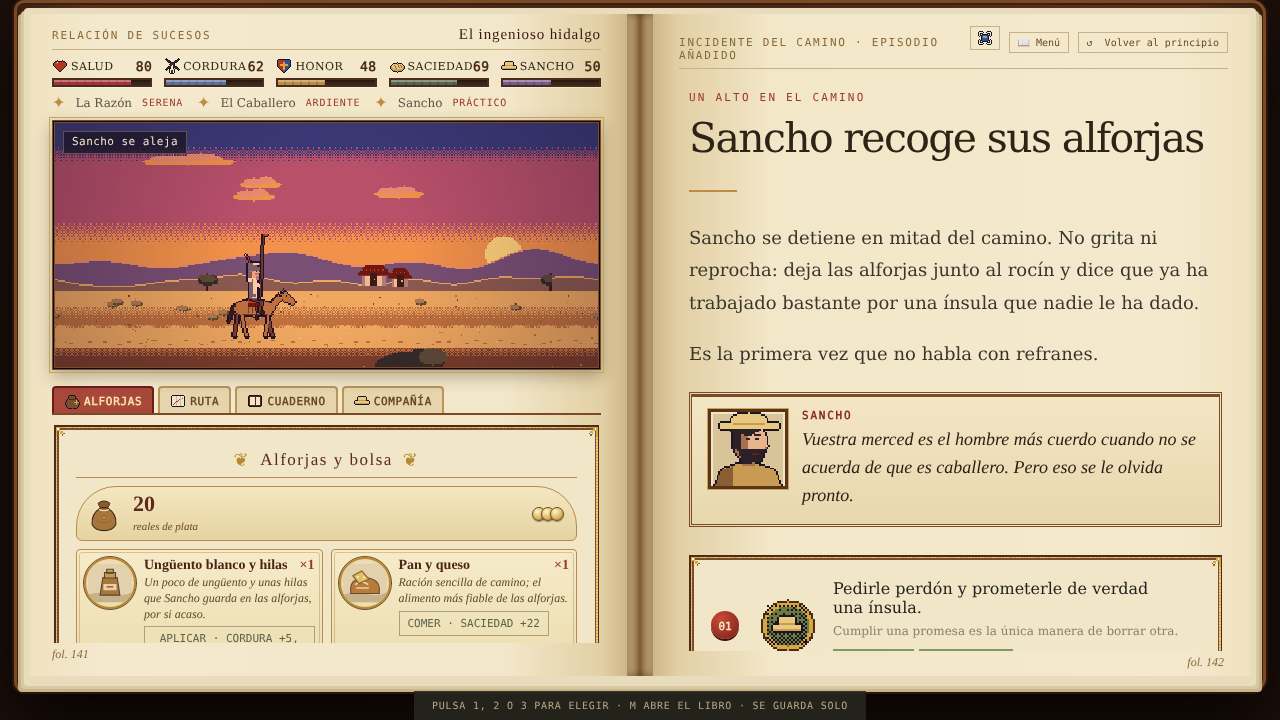 RELACIÓN DE SUCESOS
El ingenioso hidalgo
SALUD 80
CORDURA 62
HONOR 48
SACIEDAD 69
SANCHO 50
La Razón SERENA
El Caballero ARDIENTE
Sancho PRÁCTICO
Sancho se aleja
ALFORJAS
RUTA
CUADERNO
COMPAÑÍA
Alforjas y bolsa
20
reales de plata
Ungüento blanco y hilas ×1
Un poco de ungüento y unas hilas
que Sancho guarda en las alforjas,
por si acaso.
APLICAR · CORDURA +5,
Pan y queso ×1
Ración sencilla de camino; el
alimento más fiable de las alforjas.
COMER · SACIEDAD +22
fol. 141
INCIDENTE DEL CAMINO · EPISODIO
AÑADIDO
Menú
↺ Volver al principio
UN ALTO EN EL CAMINO
Sancho recoge sus alforjas
Sancho se detiene en mitad del camino. No grita ni
reprocha: deja las alforjas junto al rocín y dice que ya ha
trabajado bastante por una ínsula que nadie le ha dado.
Es la primera vez que no habla con refranes.
SANCHO
Vuestra merced es el hombre más cuerdo cuando no se
acuerda de que es caballero. Pero eso se le olvida
pronto.
01
Pedirle perdón y prometerle de verdad
una ínsula.
Cumplir una promesa es la única manera de borrar otra.
fol. 142
PULSA 1, 2 O 3 PARA ELEGIR · M ABRE EL LIBRO · SE GUARDA SOLO